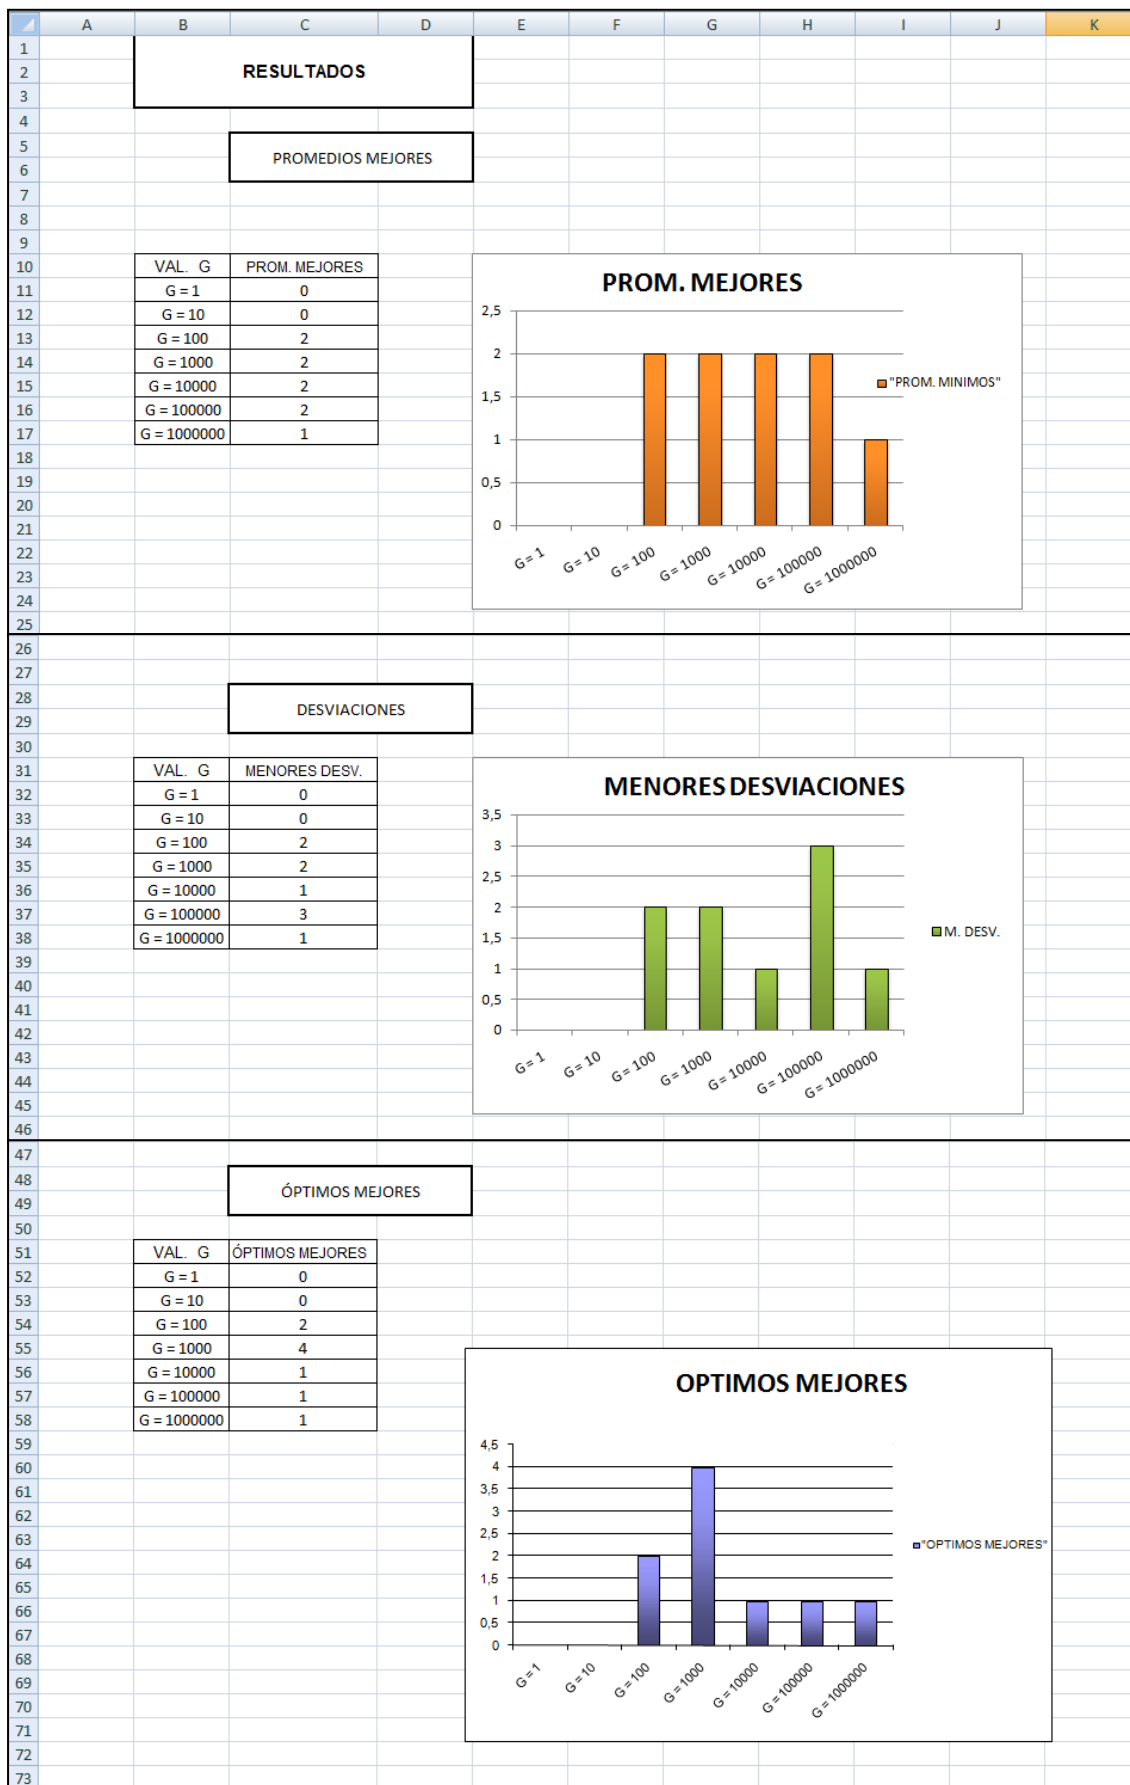 A B C D E F G H I J K
1
2 RESULTADOS
3
4
5
PROMEDIOS MEJORES
6
7
8
9
10 VAL. G PROM. MEJORES
11 G = 1 0
12 G = 10 0
13 G = 100 2
14 G = 1000 2
15 G = 10000 2
16 G = 100000 2
17 G = 1000000 1
18
19
20
21
22
23
24
25
PROM. MEJORES
2,5
2
1,5
1
0,5
0
G = 1 G = 10 G = 100 G = 1000 G = 10000 G = 100000 G = 1000000
"PROM. MINIMOS"
26
27
28
DESVIACIONES
29
30
31 VAL. G MENORES DESV.
32 G = 1 0
33 G = 10 0
34 G = 100 2
35 G = 1000 2
36 G = 10000 1
37 G = 100000 3
38 G = 1000000 1
39
40
41
42
43
44
45
46
MENORES DESVIACIONES
3,5
3
2,5
2
1,5
1
0,5
0
G = 1 G = 10 G = 100 G = 1000 G = 10000 G = 100000 G = 1000000
M. DESV.
47
48
ÓPTIMOS MEJORES
49
50
51 VAL. G ÓPTIMOS MEJORES
52 G = 1 0
53 G = 10 0
54 G = 100 2
55 G = 1000 4
56 G = 10000 1
57 G = 100000 1
58 G = 1000000 1
59
60
61
62
63
64
65
66
67
68
69
70
71
72
73
OPTIMOS MEJORES
4,5
4
3,5
3
2,5
2
1,5
1
0,5
0
G = 1 G = 10 G = 100 G = 1000 G = 10000 G = 100000 G = 1000000
"OPTIMOS MEJORES"